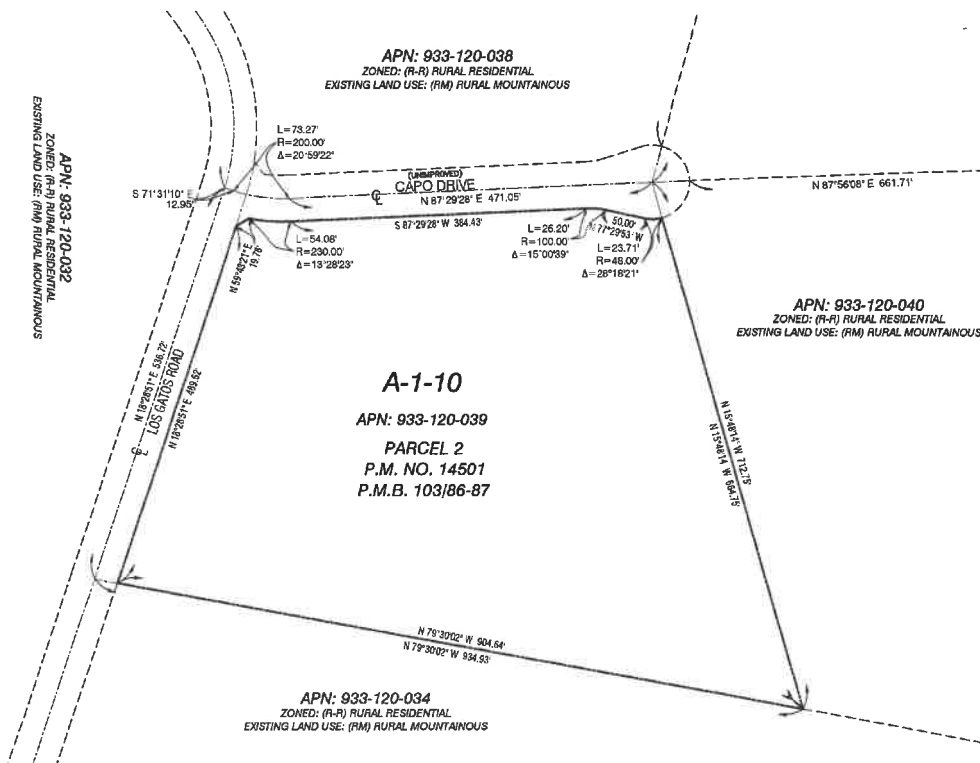 APN: 933-120-038
ZONED: (R-R) RURAL RESIDENTIAL
EXISTING LAND USE: (RM) RURAL MOUNTAINOUS
APN: 933-120-032
ZONED: (R-R) RURAL RESIDENTIAL
EXISTING LAND USE: (RM) RURAL MOUNTAINOUS
L=73.27'
R=200.00'
Δ=20°59'22"
S 71°31'10" E
12.95'
(UNIMPROVED)
CAPO DRIVE
N 87°29'28" E 471.05'
N 87°56'08" E 661.71'
S 87°29'28" W 384.43'
L=54.08'
R=230.00'
Δ=13°28'23"
N 59°43'21" E
19.78'
L=26.20'
R=100.00'
Δ=15°00'39"
50.00'
N 77°29'53" W
L=23.71'
R=48.00'
Δ=28°18'21"
APN: 933-120-040
ZONED: (R-R) RURAL RESIDENTIAL
EXISTING LAND USE: (RM) RURAL MOUNTAINOUS
N 18°28'51" E 536.72'
LOS GATOS ROAD
N 18°28'51" E 489.62'
A-1-10
APN: 933-120-039
PARCEL 2
P.M. NO. 14501
P.M.B. 103/86-87
N 15°48'14" W 712.75'
N 15°48'14 W 664.75'
N 79°30'02" W 904.64'
N 79°30'02" W 934.93'
APN: 933-120-034
ZONED: (R-R) RURAL RESIDENTIAL
EXISTING LAND USE: (RM) RURAL MOUNTAINOUS